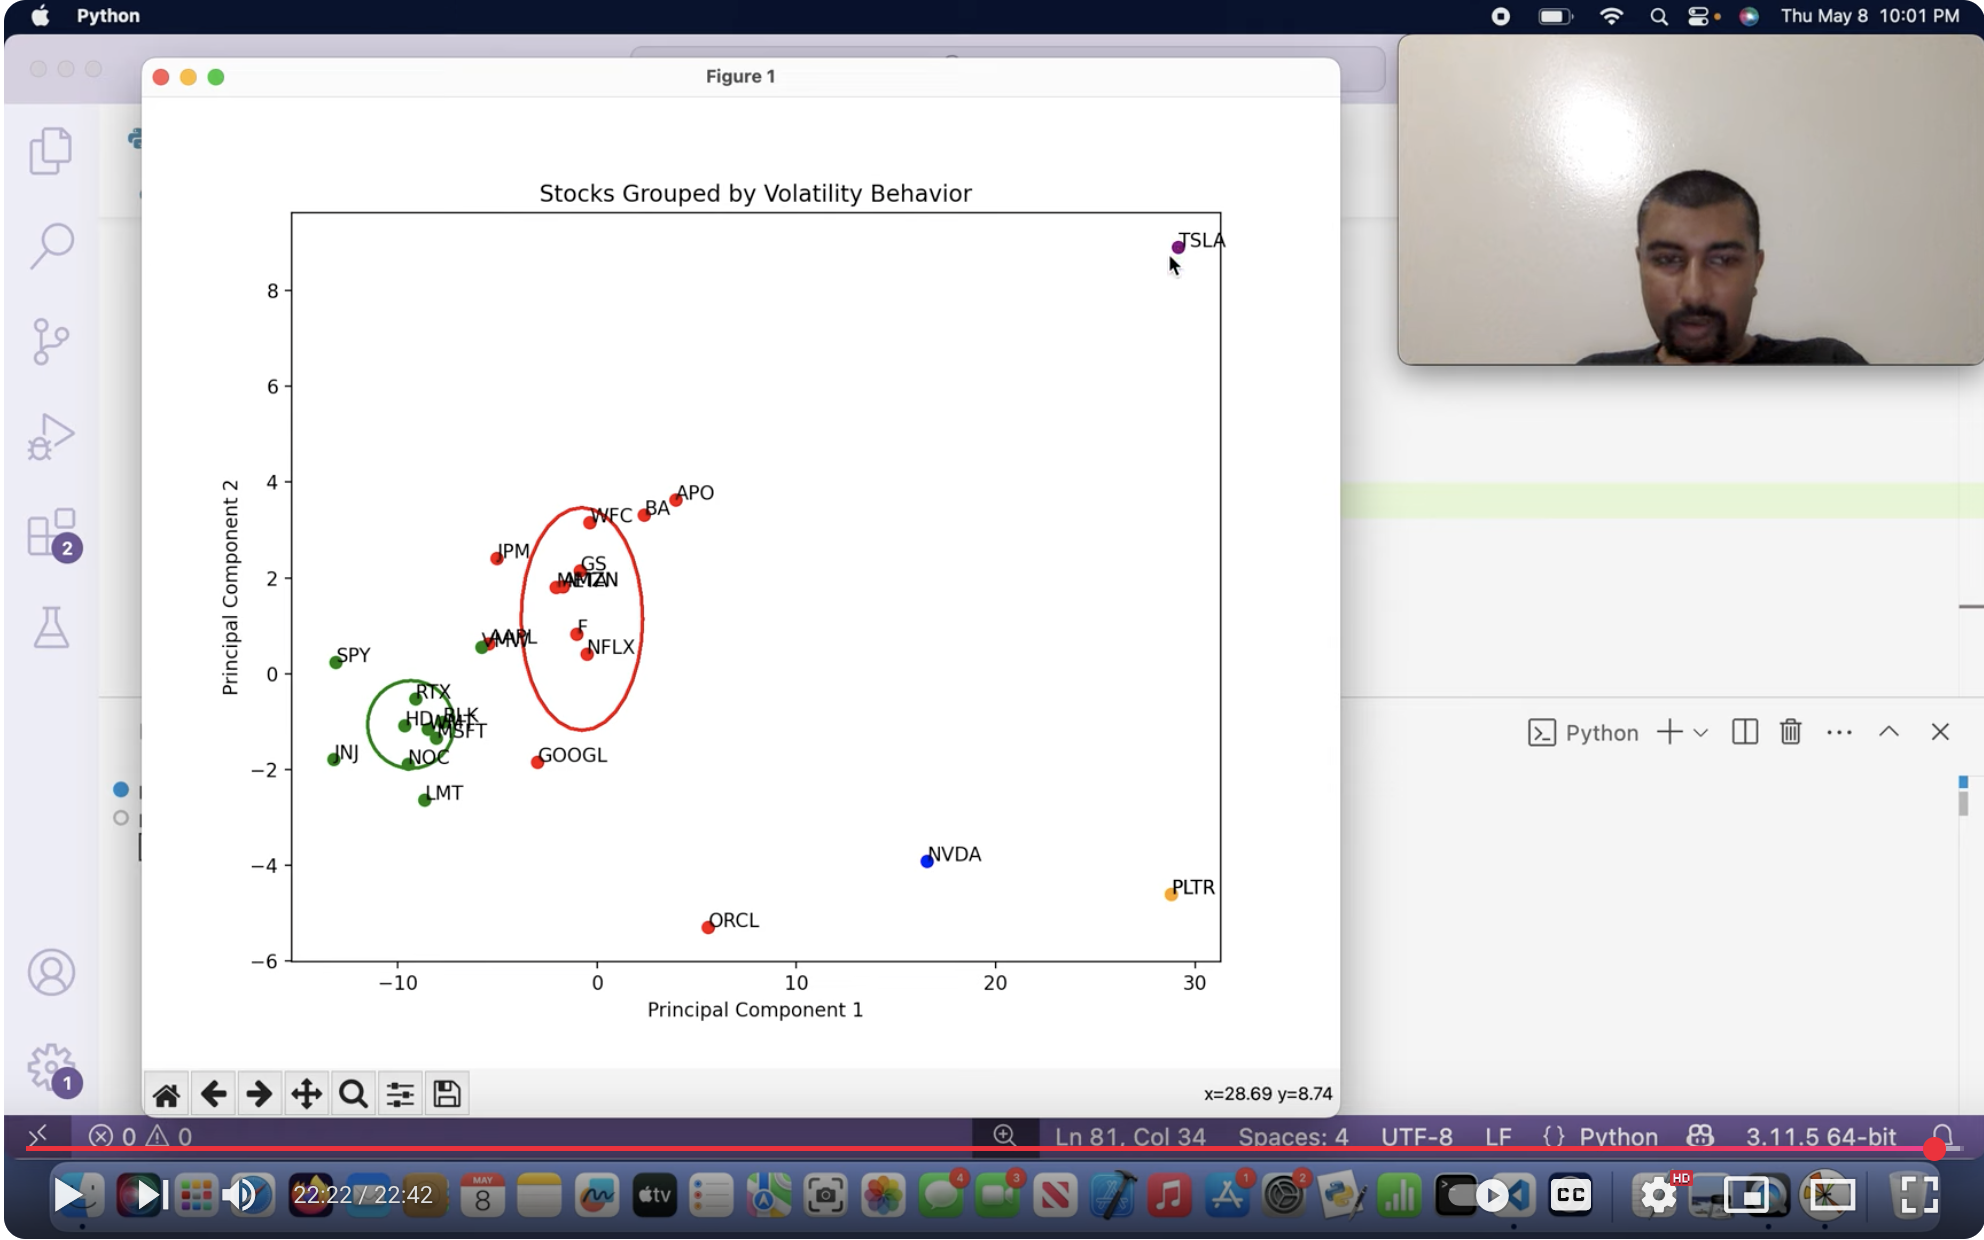 Python
Thu May 8 10:01 PM
Figure 1
Stocks Grouped by Volatility Behavior
TSLA
8
6
Principal Component 2
4
APO
BA
WFC
JPM
GS
2
META
AMZN
F
AAPL
VMW
NFLX
SPY
0
RTX
BLK
HD
WMT
MSFT
JNJ
NOC
GOOGL
−2
LMT
−4
NVDA
PLTR
ORCL
−6
−10
0
10
20
30
Principal Component 1
x=28.69 y=8.74
Python
2
1
0 0
Ln 81, Col 34
Spaces: 4
UTF-8
LF
{} Python
3.11.5 64-bit
22:22 / 22:42
MAY
8
tv
4
3
1
2
CC
HD